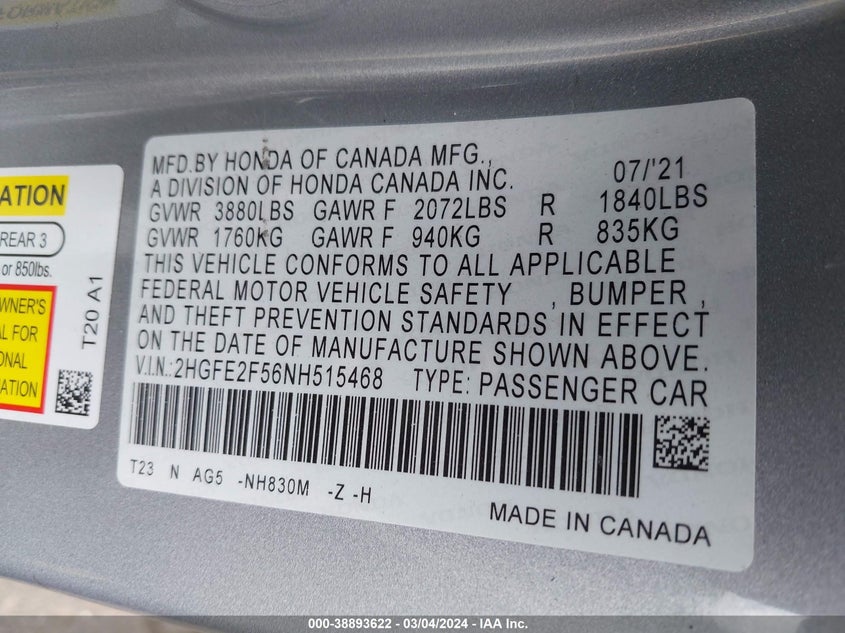 ATION
REAR 3
or 850lbs.
WNER'S
AL FOR
ONAL
ATION
T20 A1
MFD.BY HONDA OF CANADA MFG., 07/'21
A DIVISION OF HONDA CANADA INC.
GVWR 3880LBS GAWR F 2072LBS R 1840LBS
GVWR 1760KG GAWR F 940KG R 835KG
THIS VEHICLE CONFORMS TO ALL APPLICABLE
FEDERAL MOTOR VEHICLE SAFETY , BUMPER ,
AND THEFT PREVENTION STANDARDS IN EFFECT
ON THE DATE OF MANUFACTURE SHOWN ABOVE.
V.I.N.:2HGFE2F56NH515468 TYPE: PASSENGER CAR
T23 N AG5 -NH830M -Z -H
MADE IN CANADA
000-38893622 - 03/04/2024 - IAA Inc.